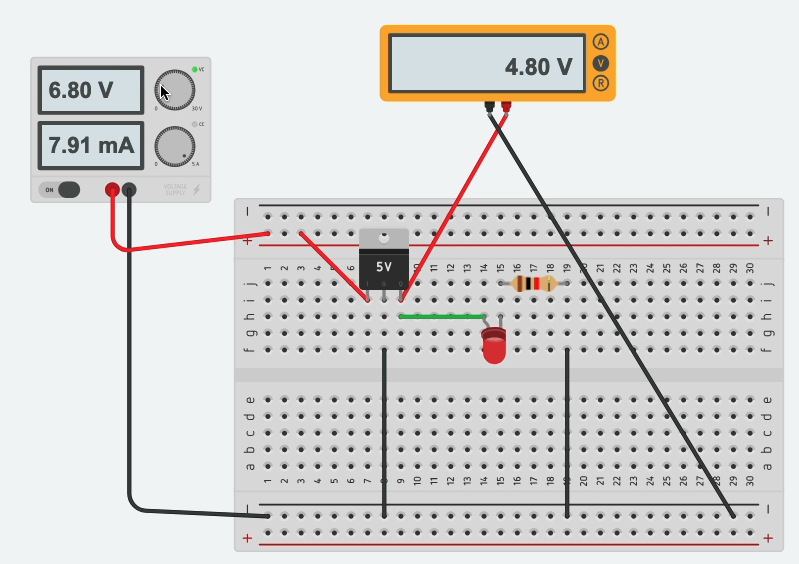 6.80 V
VC
0 30 V
7.91 mA
CC
0 5 A
ON
VOLTAGE
SUPPLY
4.80 V
A
V
R
− −
+ +
5V
1 2 3 4 5 6 10 11 12 13 14 15 16 17 18 19 20 21 22 23 24 25 26 27 28 29 30
j j
i i
h h
g g
f f
e e
d d
c c
b b
a a
1 2 3 4 5 6 7 8 9 10 11 12 13 14 15 16 17 18 19 20 21 22 23 24 25 26 27 28 29 30
− −
+ +